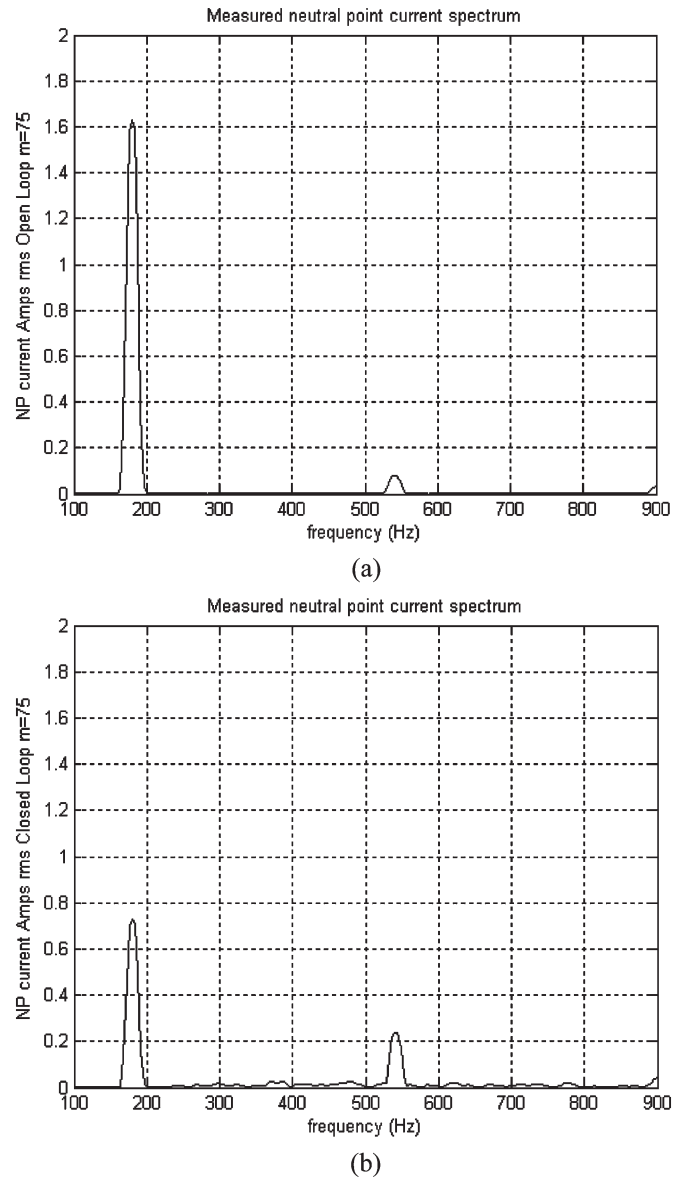 Measured neutral point current spectrum
NP current Amps rms Open Loop m=75
2
1.8
1.6
1.4
1.2
1
0.8
0.6
0.4
0.2
0
100 200 300 400 500 600 700 800 900
frequency (Hz)
(a)
Measured neutral point current spectrum
NP current Amps rms Closed Loop m=75
2
1.8
1.6
1.4
1.2
1
0.8
0.6
0.4
0.2
0
100 200 300 400 500 600 700 800 900
frequency (Hz)
(b)